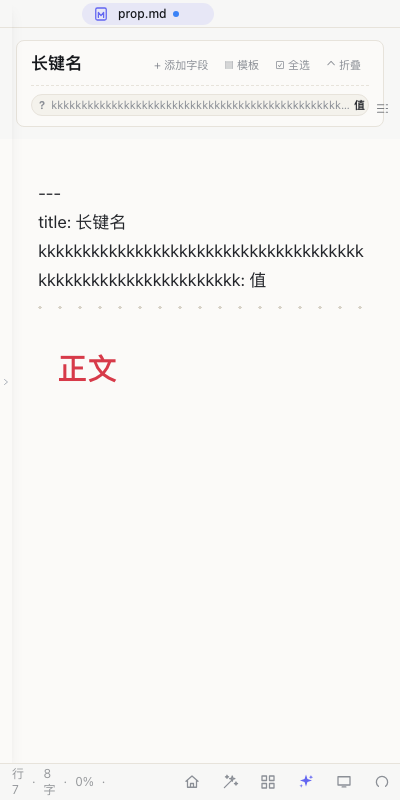 prop.md
长键名
+ 添加字段 模板 全选 折叠
? kkkkkkkkkkkkkkkkkkkkkkkkkkkkkkkkkkkkkkkkkkkkkkkk... 值
---
title: 长键名
kkkkkkkkkkkkkkkkkkkkkkkkkkkkkkkkkkkkk
kkkkkkkkkkkkkkkkkkkkkkk: 值
正文
行 7 · 8 字 · 0% ·